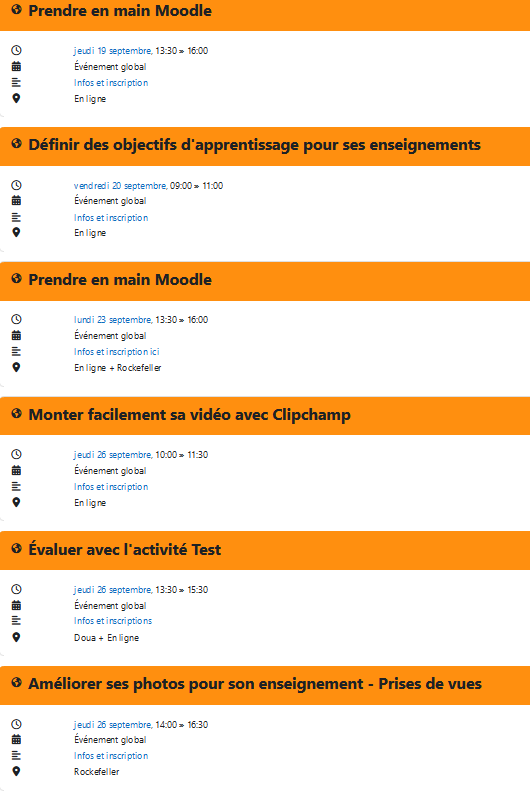 Prendre en main Moodle
jeudi 19 septembre, 13:30 » 16:00
Événement global
Infos et inscription
En ligne
Définir des objectifs d'apprentissage pour ses enseignements
vendredi 20 septembre, 09:00 » 11:00
Événement global
Infos et inscription
En ligne
Prendre en main Moodle
lundi 23 septembre, 13:30 » 16:00
Événement global
Infos et inscription ici
En ligne + Rockefeller
Monter facilement sa vidéo avec Clipchamp
jeudi 26 septembre, 10:00 » 11:30
Événement global
Infos et inscription
En ligne
Évaluer avec l'activité Test
jeudi 26 septembre, 13:30 » 15:30
Événement global
Infos et inscriptions
Doua + En ligne
Améliorer ses photos pour son enseignement - Prises de vues
jeudi 26 septembre, 14:00 » 16:30
Événement global
Infos et inscription
Rockefeller